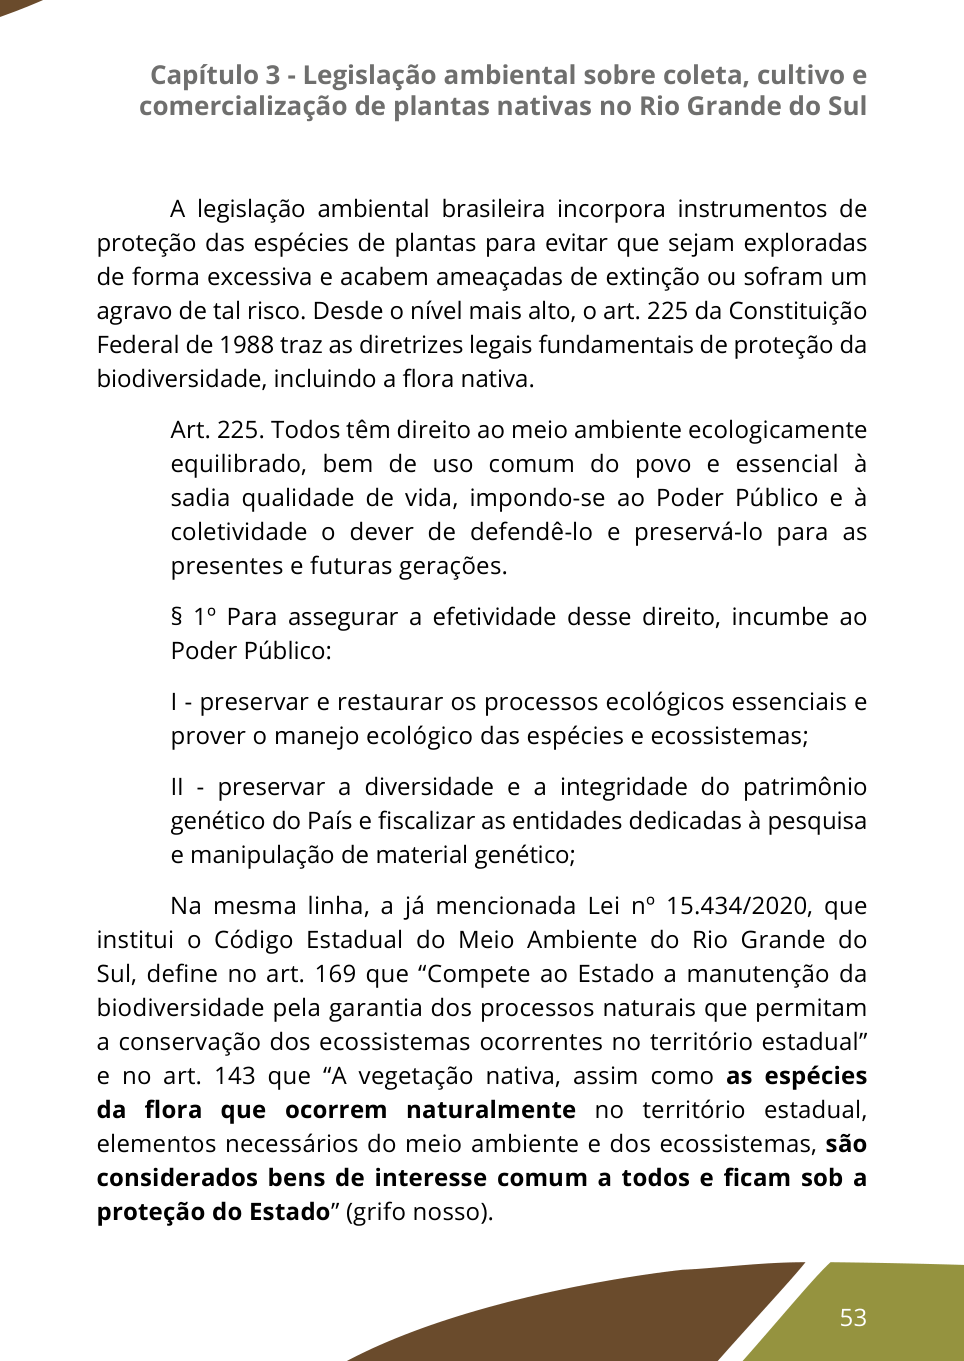 Capítulo 3 - Legislação ambiental sobre coleta, cultivo e
comercialização de plantas nativas no Rio Grande do Sul
A legislação ambiental brasileira incorpora instrumentos de
proteção das espécies de plantas para evitar que sejam exploradas
de forma excessiva e acabem ameaçadas de extinção ou sofram um
agravo de tal risco. Desde o nível mais alto, o art. 225 da Constituição
Federal de 1988 traz as diretrizes legais fundamentais de proteção da
biodiversidade, incluindo a flora nativa.
Art. 225. Todos têm direito ao meio ambiente ecologicamente
equilibrado, bem de uso comum do povo e essencial à
sadia qualidade de vida, impondo-se ao Poder Público e à
coletividade o dever de defendê-lo e preservá-lo para as
presentes e futuras gerações.
§ 1º Para assegurar a efetividade desse direito, incumbe ao
Poder Público:
I - preservar e restaurar os processos ecológicos essenciais e
prover o manejo ecológico das espécies e ecossistemas;
II - preservar a diversidade e a integridade do patrimônio
genético do País e fiscalizar as entidades dedicadas à pesquisa
e manipulação de material genético;
Na mesma linha, a já mencionada Lei nº 15.434/2020, que
institui o Código Estadual do Meio Ambiente do Rio Grande do
Sul, define no art. 169 que “Compete ao Estado a manutenção da
biodiversidade pela garantia dos processos naturais que permitam
a conservação dos ecossistemas ocorrentes no território estadual”
e no art. 143 que “A vegetação nativa, assim como as espécies
da flora que ocorrem naturalmente no território estadual,
elementos necessários do meio ambiente e dos ecossistemas, são
considerados bens de interesse comum a todos e ficam sob a
proteção do Estado” (grifo nosso).
53